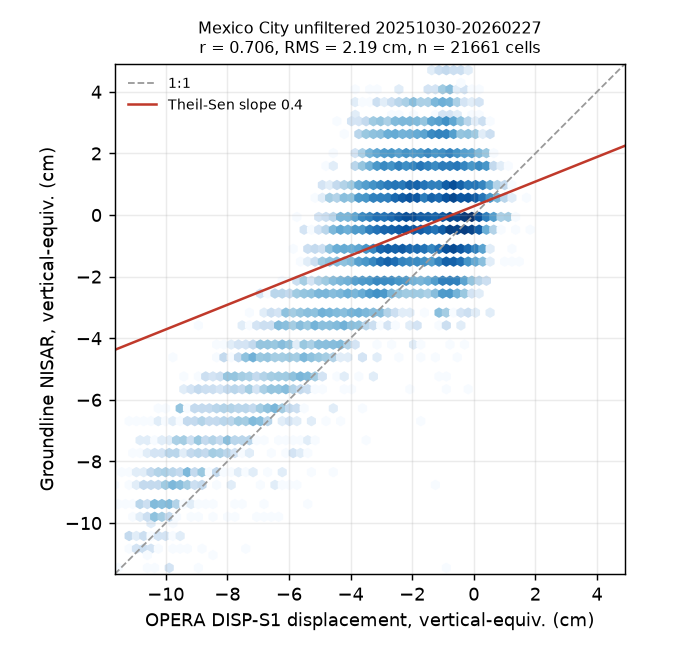 Mexico City unfiltered 20251030-20260227
r = 0.706, RMS = 2.19 cm, n = 21661 cells
1:1
Theil-Sen slope 0.4
4
2
0
−2
−4
−6
−8
−10
Groundline NISAR, vertical-equiv. (cm)
−10 −8 −6 −4 −2 0 2 4
OPERA DISP-S1 displacement, vertical-equiv. (cm)